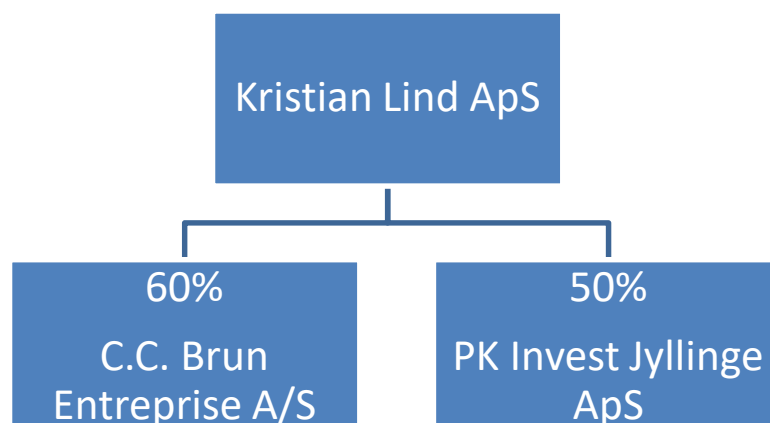 Kristian Lind ApS
60%
C.C. Brun
Entreprise A/S
50%
PK Invest Jyllinge
ApS